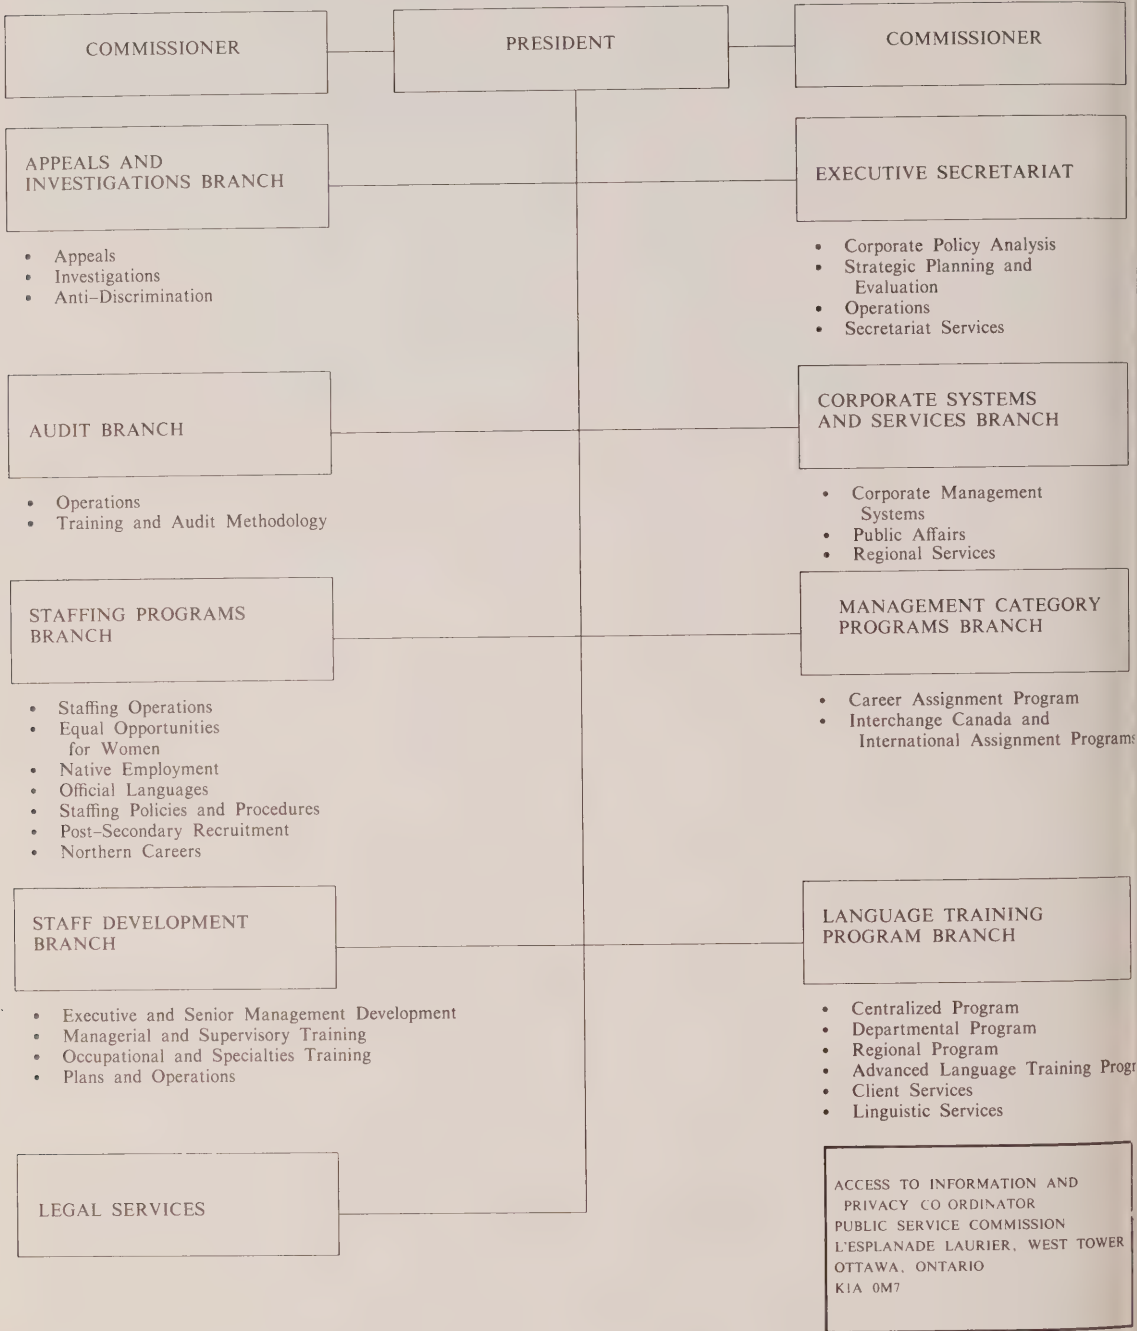 COMMISSIONER
PRESIDENT
COMMISSIONER
APPEALS AND
INVESTIGATIONS BRANCH
• Appeals
• Investigations
• Anti–Discrimination
EXECUTIVE SECRETARIAT
• Corporate Policy Analysis
• Strategic Planning and
Evaluation
• Operations
• Secretariat Services
AUDIT BRANCH
• Operations
• Training and Audit Methodology
CORPORATE SYSTEMS
AND SERVICES BRANCH
• Corporate Management
Systems
• Public Affairs
• Regional Services
STAFFING PROGRAMS
BRANCH
• Staffing Operations
• Equal Opportunities
for Women
• Native Employment
• Official Languages
• Staffing Policies and Procedures
• Post–Secondary Recruitment
• Northern Careers
MANAGEMENT CATEGORY
PROGRAMS BRANCH
• Career Assignment Program
• Interchange Canada and
International Assignment Programs
STAFF DEVELOPMENT
BRANCH
• Executive and Senior Management Development
• Managerial and Supervisory Training
• Occupational and Specialties Training
• Plans and Operations
LANGUAGE TRAINING
PROGRAM BRANCH
• Centralized Program
• Departmental Program
• Regional Program
• Advanced Language Training Progr
• Client Services
• Linguistic Services
LEGAL SERVICES
ACCESS TO INFORMATION AND
PRIVACY CO ORDINATOR
PUBLIC SERVICE COMMISSION
L'ESPLANADE LAURIER, WEST TOWER
OTTAWA, ONTARIO
K1A 0M7